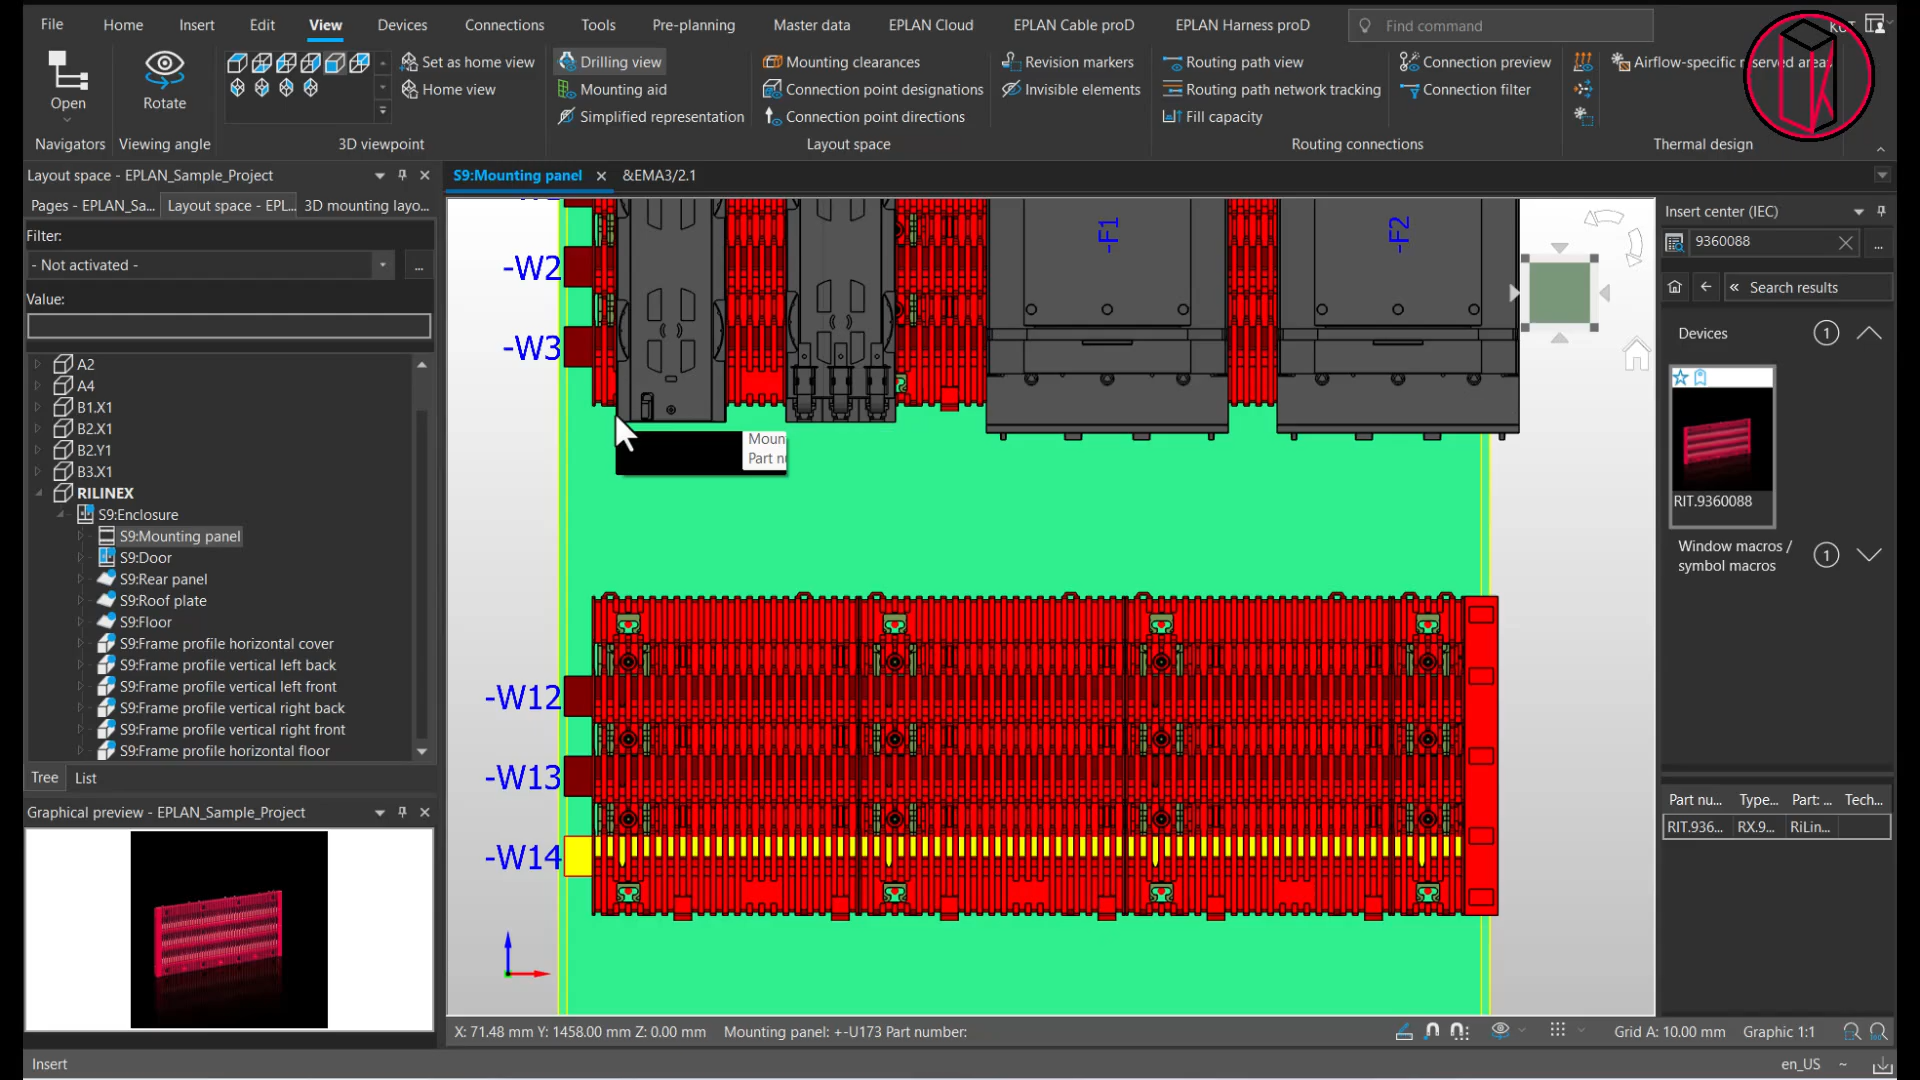 File
Home
Insert
Edit
View
Devices
Connections
Tools
Pre-planning
Master data
EPLAN Cloud
EPLAN Cable proD
EPLAN Harness proD
Find command
Open
Rotate
Set as home view
Home view
Drilling view
Mounting aid
Simplified representation
Mounting clearances
Connection point designations
Connection point directions
Revision markers
Invisible elements
Routing path view
Routing path network tracking
Fill capacity
Connection preview
Connection filter
Airflow-specific reserved area
Navigators
Viewing angle
3D viewpoint
Layout space
Routing connections
Thermal design
Layout space - EPLAN_Sample_Project
Pages - EPLAN_Sa...
Layout space - EPL...
3D mounting layo...
Filter:
- Not activated -
...
Value:
A2
A4
B1.X1
B2.X1
B2.Y1
B3.X1
RILINEX
S9:Enclosure
S9:Mounting panel
S9:Door
S9:Rear panel
S9:Roof plate
S9:Floor
S9:Frame profile horizontal cover
S9:Frame profile vertical left back
S9:Frame profile vertical left front
S9:Frame profile vertical right back
S9:Frame profile vertical right front
S9:Frame profile horizontal floor
Tree
List
Graphical preview - EPLAN_Sample_Project
S9:Mounting panel
&EMA3/2.1
-F1
-F2
-W2
-W3
Moun
Part n
-W12
-W13
-W14
X: 71.48 mm Y: 1458.00 mm Z: 0.00 mm
Mounting panel: +-U173 Part number:
Grid A: 10.00 mm
Graphic 1:1
Insert center (IEC)
9360088
...
« Search results
Devices
1
RIT.9360088
Window macros /
symbol macros
1
Part nu...
Type...
Part: ...
Tech...
RIT.936...
RX.9...
RiLin...
Insert
en_US
~